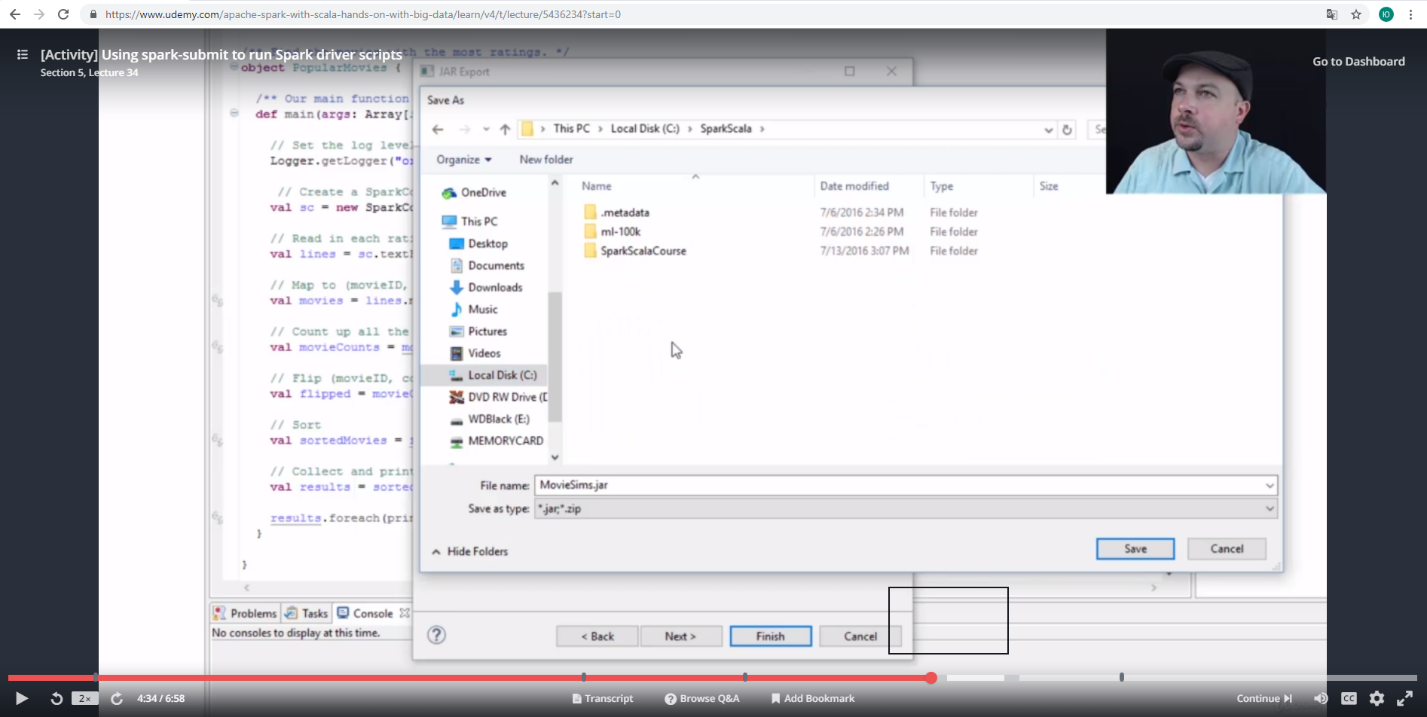 https://www.udemy.com/apache-spark-with-scala-hands-on-with-big-data/learn/v4/t/lecture/5436234?start=0
[Activity] Using spark-submit to run Spark driver scripts
Section 5, Lecture 34
Go to Dashboard
with the most ratings. */
object PopularMovies {
/** Our main function
def main(args: Array[
// Set the log level
Logger.getLogger("or
// Create a SparkCo
val sc = new SparkCo
// Read in each rati
val lines = sc.text
// Map to (movieID,
val movies = lines.
// Count up all the
val movieCounts = mo
// Flip (movieID, co
val flipped = movieC
// Sort
val sortedMovies =
// Collect and print
val results = sorted
results.foreach(prin
}
}
JAR Export
Save As
This PC > Local Disk (C:) > SparkScala >
Se
Organize
New folder
OneDrive
This PC
Desktop
Documents
Downloads
Music
Pictures
Videos
Local Disk (C:)
DVD RW Drive (D
WDBlack (E:)
MEMORYCARD
Name Date modified Type Size
.metadata 7/6/2016 2:34 PM File folder
ml-100k 7/6/2016 2:26 PM File folder
SparkScalaCourse 7/13/2016 3:07 PM File folder
File name: MovieSims.jar
Save as type: *.jar;*.zip
Hide Folders
Save
Cancel
Problems Tasks Console
No consoles to display at this time.
< Back
Next >
Finish
Cancel
2×
4:34 / 6:58
Transcript
Browse Q&A
Add Bookmark
Continue
CC